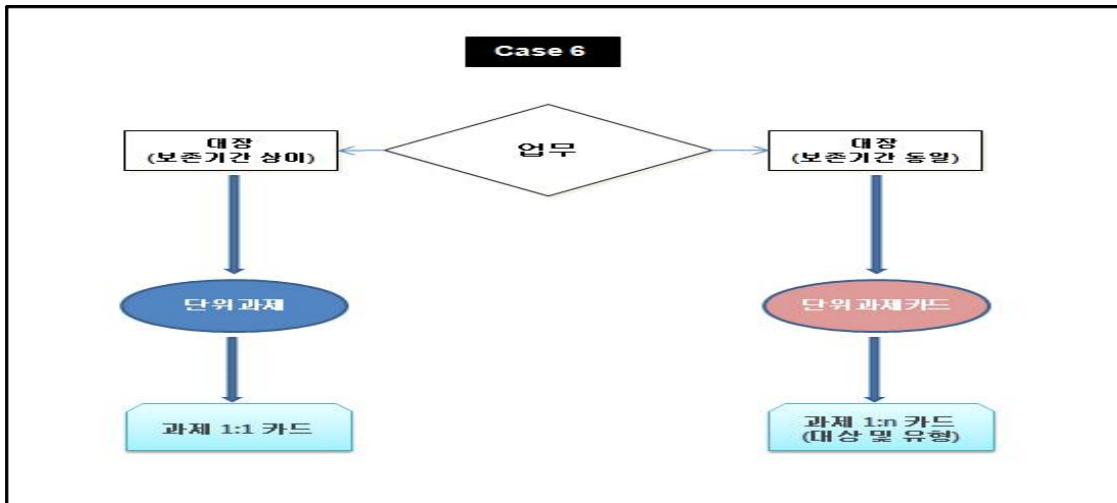 Case 6
대장
(보존기간 상이)
업무
대장
(보존기간 동일)
단위과제
단위과제카드
과제 1:1 카드
과제 1:n 카드
(대상 및 유형)